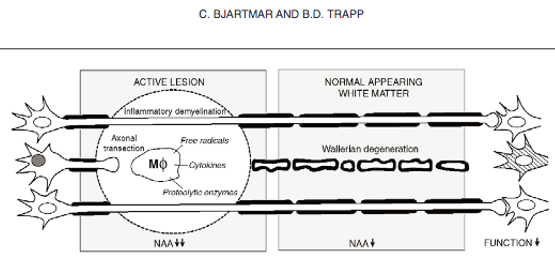 C. BJARTMAR AND B.D. TRAPP
ACTIVE LESION
NORMAL APPEARING
WHITE MATTER
Inflammatory demyelination
Axonal
transection
Free radicals
MΦ
Cytokines
Proteolytic enzymes
Wallerian degeneration
NAA↓↓
NAA↓
FUNCTION ↓